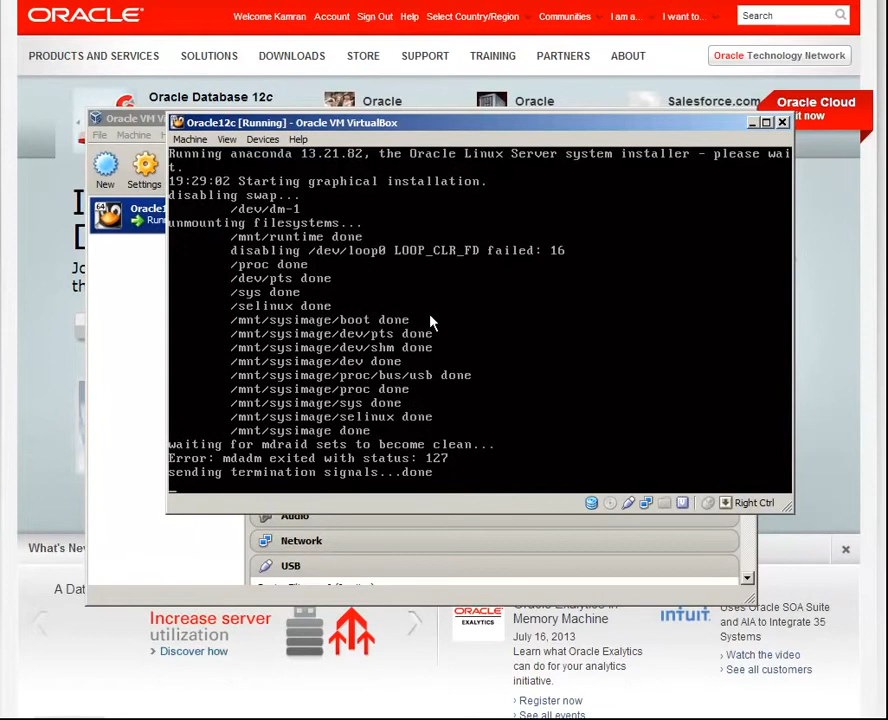 ORACLE
Welcome Kamran Account Sign Out Help Select Country/Region Communities I am a... I want to... Search
PRODUCTS AND SERVICES SOLUTIONS DOWNLOADS STORE SUPPORT TRAINING PARTNERS ABOUT Oracle Technology Network
Oracle Database 12c Oracle Oracle Salesforce.com Oracle Cloud
Oracle VM Vi
Oracle12c [Running] - Oracle VM VirtualBox
File Machine
Machine View Devices Help
New Settings
Oracle1
Runn
Running anaconda 13.21.82, the Oracle Linux Server system installer - please wai
t.
19:29:02 Starting graphical installation.
disabling swap...
/dev/dm-1
unmounting filesystems...
/mnt/runtime done
disabling /dev/loop0 LOOP_CLR_FD failed: 16
/proc done
/dev/pts done
/sys done
/selinux done
/mnt/sysimage/boot done
/mnt/sysimage/dev/pts done
/mnt/sysimage/dev/shm done
/mnt/sysimage/dev done
/mnt/sysimage/proc/bus/usb done
/mnt/sysimage/proc done
/mnt/sysimage/sys done
/mnt/sysimage/selinux done
/mnt/sysimage done
waiting for mdraid sets to become clean...
Error: mdadm exited with status: 127
sending termination signals...done
Right Ctrl
Audio
Network
USB
What's Ne
A Da
Increase server
utilization
› Discover how
ORACLE
EXALYTICS
Memory Machine
July 16, 2013
Learn what Oracle Exalytics
can do for your analytics
initiative.
› Register now
› See all events
intuit.
Uses Oracle SOA Suite
and AIA to Integrate 35
Systems
› Watch the video
› See all customers